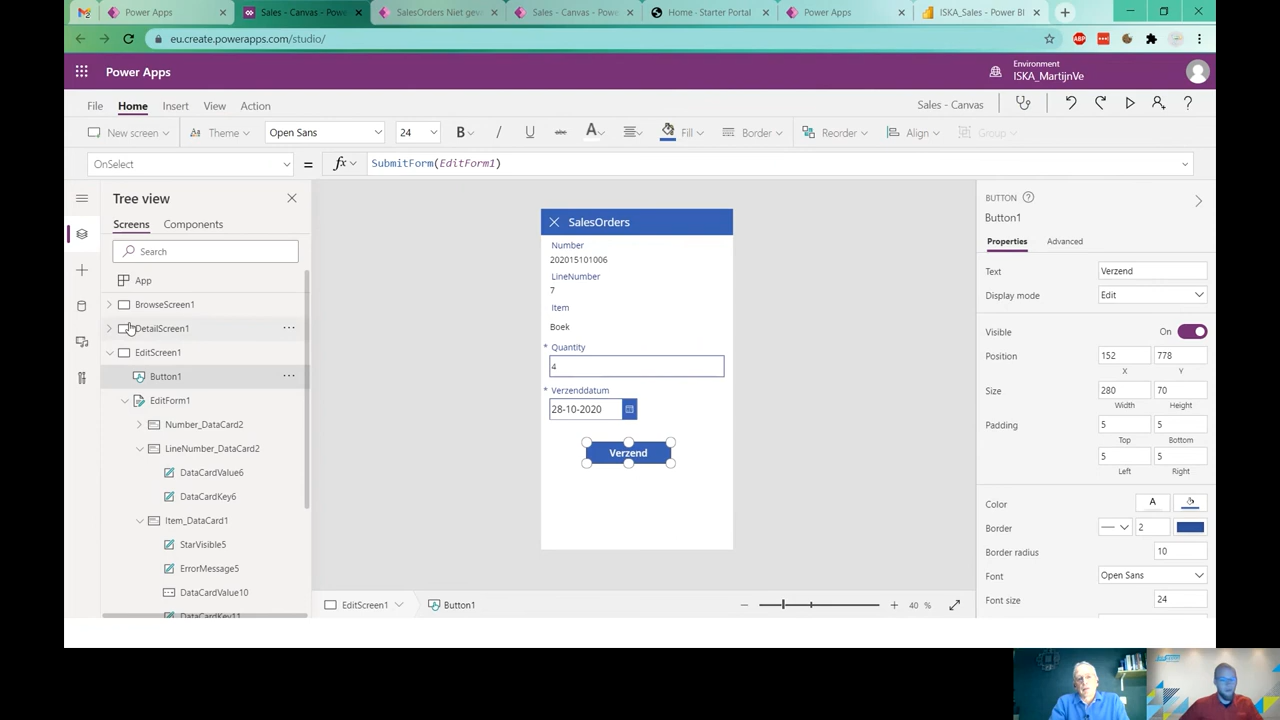 Power Apps
Sales - Canvas - Powe
SalesOrders Niet gev
Sales - Canvas - Powe
Home · Starter Portal
Power Apps
ISKA_Sales - Power BI
eu.create.powerapps.com/studio/
ABP
Power Apps
Environment
ISKA_MartijnVe
File Home Insert View Action
Sales - Canvas
New screen Theme Open Sans 24 B / U abc A Fill Border Reorder Align Group
OnSelect = fx SubmitForm(EditForm1)
Tree view
Screens Components
Search
App
BrowseScreen1
DetailScreen1 ...
EditScreen1
Button1 ...
EditForm1
Number_DataCard2
LineNumber_DataCard2
DataCardValue6
DataCardKey6
Item_DataCard1
StarVisible5
ErrorMessage5
DataCardValue10
DataCardKey11
SalesOrders
Number
202015101006
LineNumber
7
Item
Boek
* Quantity
4
* Verzenddatum
28-10-2020
Verzend
EditScreen1 Button1
40 %
BUTTON
Button1
Properties Advanced
Text Verzend
Display mode Edit
Visible On
Position 152 778
X Y
Size 280 70
Width Height
Padding 5 5
Top Bottom
5 5
Left Right
Color A
Border 2
Border radius 10
Font Open Sans
Font size 24